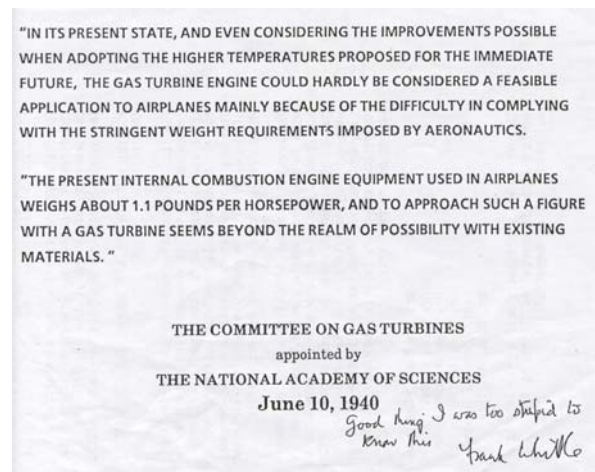 "IN ITS PRESENT STATE, AND EVEN CONSIDERING THE IMPROVEMENTS POSSIBLE
WHEN ADOPTING THE HIGHER TEMPERATURES PROPOSED FOR THE IMMEDIATE
FUTURE, THE GAS TURBINE ENGINE COULD HARDLY BE CONSIDERED A FEASIBLE
APPLICATION TO AIRPLANES MAINLY BECAUSE OF THE DIFFICULTY IN COMPLYING
WITH THE STRINGENT WEIGHT REQUIREMENTS IMPOSED BY AERONAUTICS.
"THE PRESENT INTERNAL COMBUSTION ENGINE EQUIPMENT USED IN AIRPLANES
WEIGHS ABOUT 1.1 POUNDS PER HORSEPOWER, AND TO APPROACH SUCH A FIGURE
WITH A GAS TURBINE SEEMS BEYOND THE REALM OF POSSIBILITY WITH EXISTING
MATERIALS. "
THE COMMITTEE ON GAS TURBINES
appointed by
THE NATIONAL ACADEMY OF SCIENCES
June 10, 1940
Good thing I was too stupid to
know this
Frank Whittle